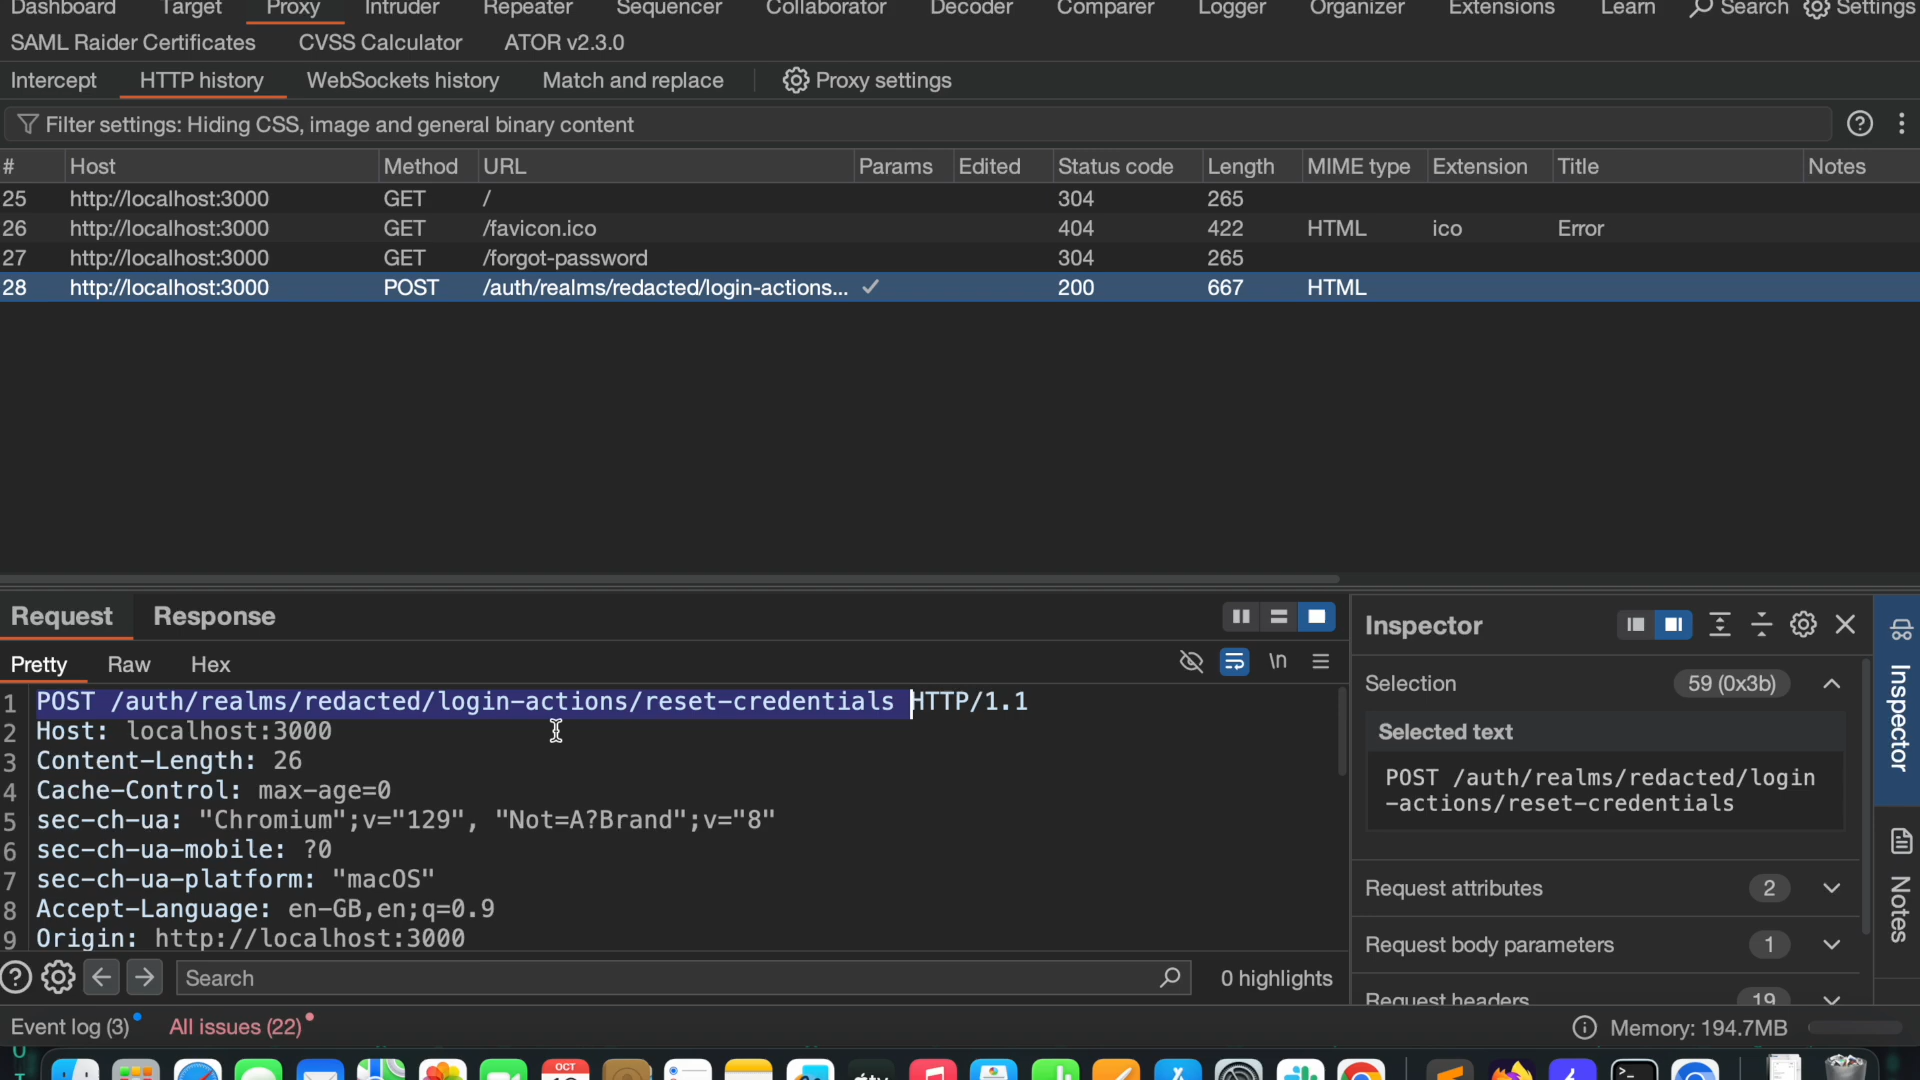 Dashboard Target Proxy Intruder Repeater Sequencer Collaborator Decoder Comparer Logger Organizer Extensions Learn Search Settings
SAML Raider Certificates CVSS Calculator ATOR v2.3.0
Intercept HTTP history WebSockets history Match and replace Proxy settings
Filter settings: Hiding CSS, image and general binary content
# Host Method URL Params Edited Status code Length MIME type Extension Title Notes
25 http://localhost:3000 GET / 304 265
26 http://localhost:3000 GET /favicon.ico 404 422 HTML ico Error
27 http://localhost:3000 GET /forgot-password 304 265
28 http://localhost:3000 POST /auth/realms/redacted/login-actions... ✓ 200 667 HTML
Request Response
Pretty Raw Hex \n
1 POST /auth/realms/redacted/login-actions/reset-credentials HTTP/1.1
2 Host: localhost:3000
3 Content-Length: 26
4 Cache-Control: max-age=0
5 sec-ch-ua: "Chromium";v="129", "Not=A?Brand";v="8"
6 sec-ch-ua-mobile: ?0
7 sec-ch-ua-platform: "macOS"
8 Accept-Language: en-GB,en;q=0.9
9 Origin: http://localhost:3000
Search 0 highlights
Inspector
Selection 59 (0x3b)
Selected text
POST /auth/realms/redacted/login
-actions/reset-credentials
Request attributes 2
Request body parameters 1
Request headers 19
Inspector
Notes
Event log (3) All issues (22) Memory: 194.7MB
OCT